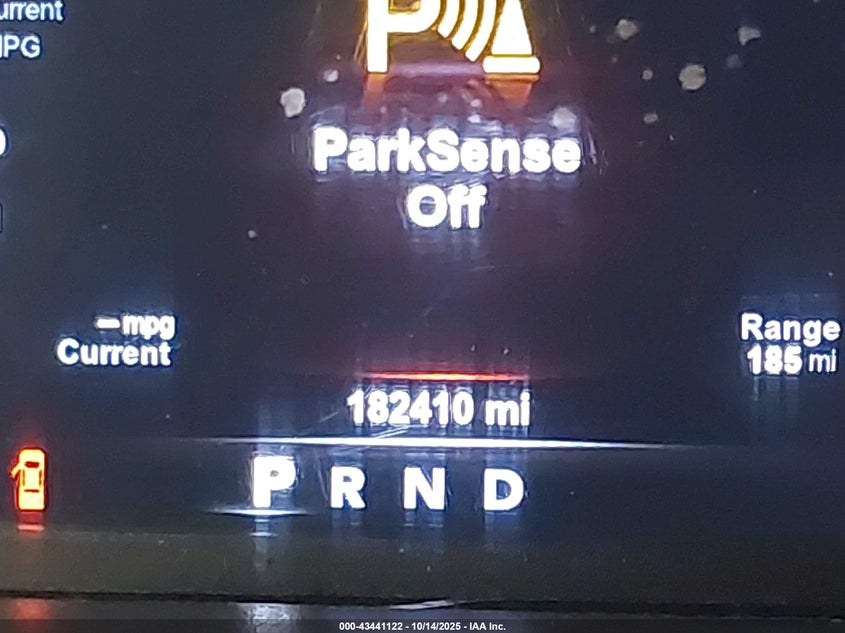 urrent
MPG
ParkSense
Off
– mpg
Current
Range
185 mi
182410 mi
P R N D
000-43441122 - 10/14/2025 - IAA Inc.